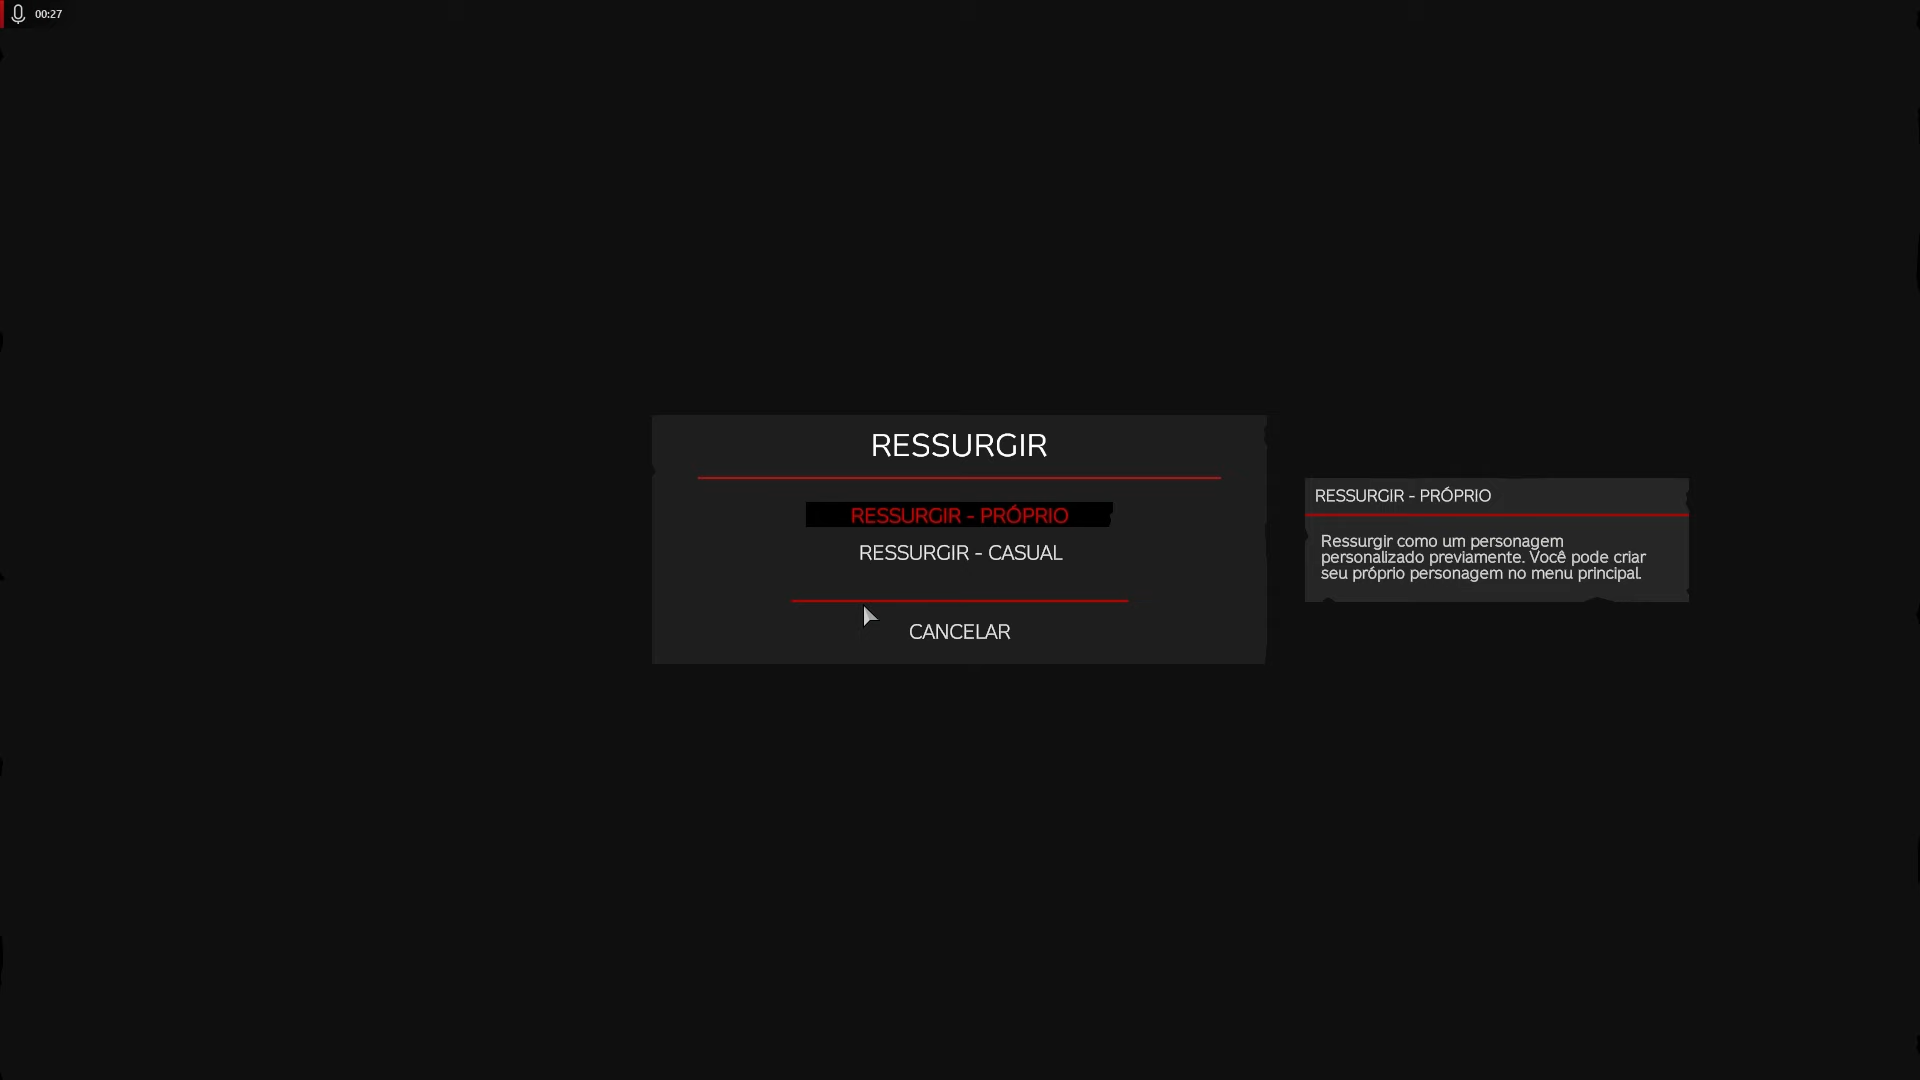 00:27
RESSURGIR
RESSURGIR - PRÓPRIO
RESSURGIR - CASUAL
CANCELAR
RESSURGIR - PRÓPRIO
Ressurgir como um personagem
personalizado previamente. Você pode criar
seu próprio personagem no menu principal.